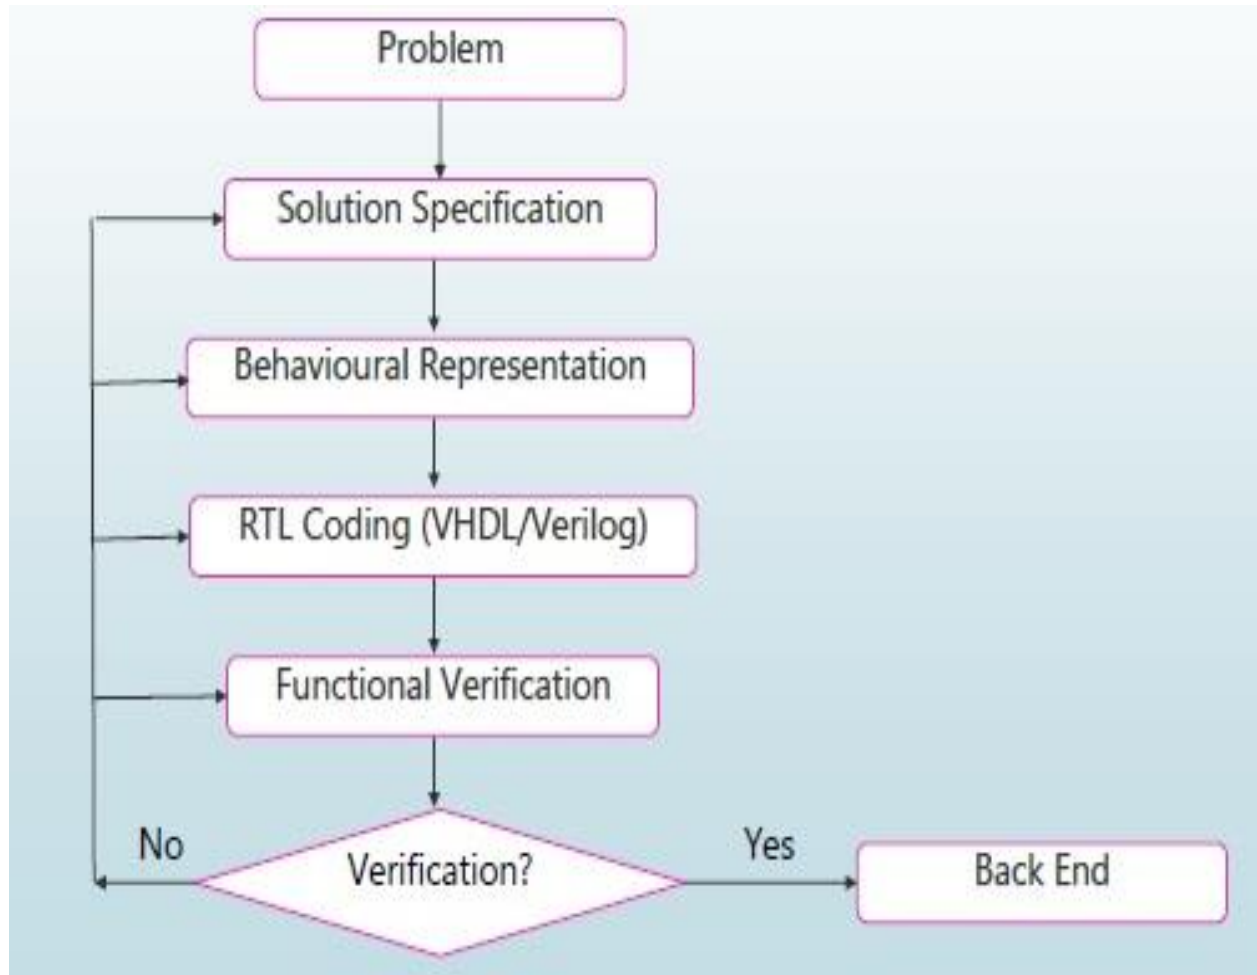 Problem
Solution Specification
Behavioural Representation
RTL Coding (VHDL/Verilog)
Functional Verification
No
Verification?
Yes
Back End